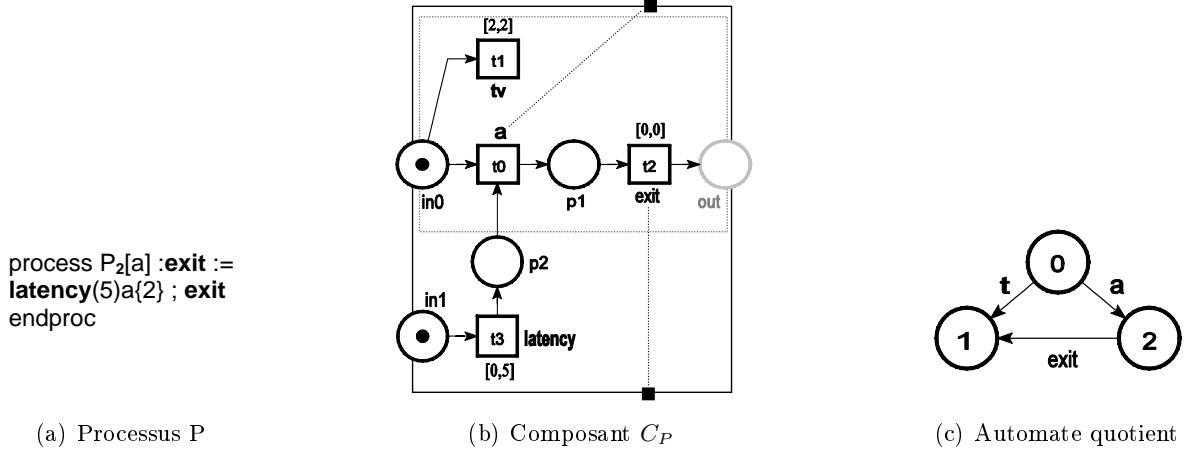 process P2[a] :exit :=
latency(5)a{2} ; exit
endproc
(a) Processus P
[2,2]
t1
tv
a
[0,0]
t0
t2
in0
p1
exit
out
p2
in1
t3
latency
[0,5]
(b) Composant CP
0
t
a
1
2
exit
(c) Automate quotient